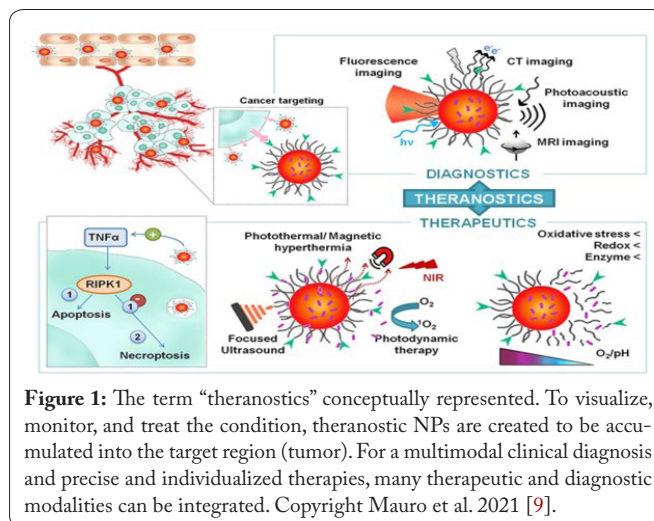 Fluorescence
imaging
e- e-
CT imaging
Photoacoustic
imaging
hv
MRI imaging
Cancer targeting
DIAGNOSTICS
THERANOSTICS
THERAPEUTICS
TNFα
+
RIPK1
1
1
-
Apoptosis
2
Necroptosis
Photothermal/ Magnetic
hyperthermia
NIR
O₂
¹O₂
Focused
Ultrasound
Photodynamic
therapy
Oxidative stress <
Redox <
Enzyme <
O₂/pH
Figure 1: The term “theranostics” conceptually represented. To visualize,
monitor, and treat the condition, theranostic NPs are created to be accu-
mulated into the target region (tumor). For a multimodal clinical diagnosis
and precise and individualized therapies, many therapeutic and diagnostic
modalities can be integrated. Copyright Mauro et al. 2021 [9].